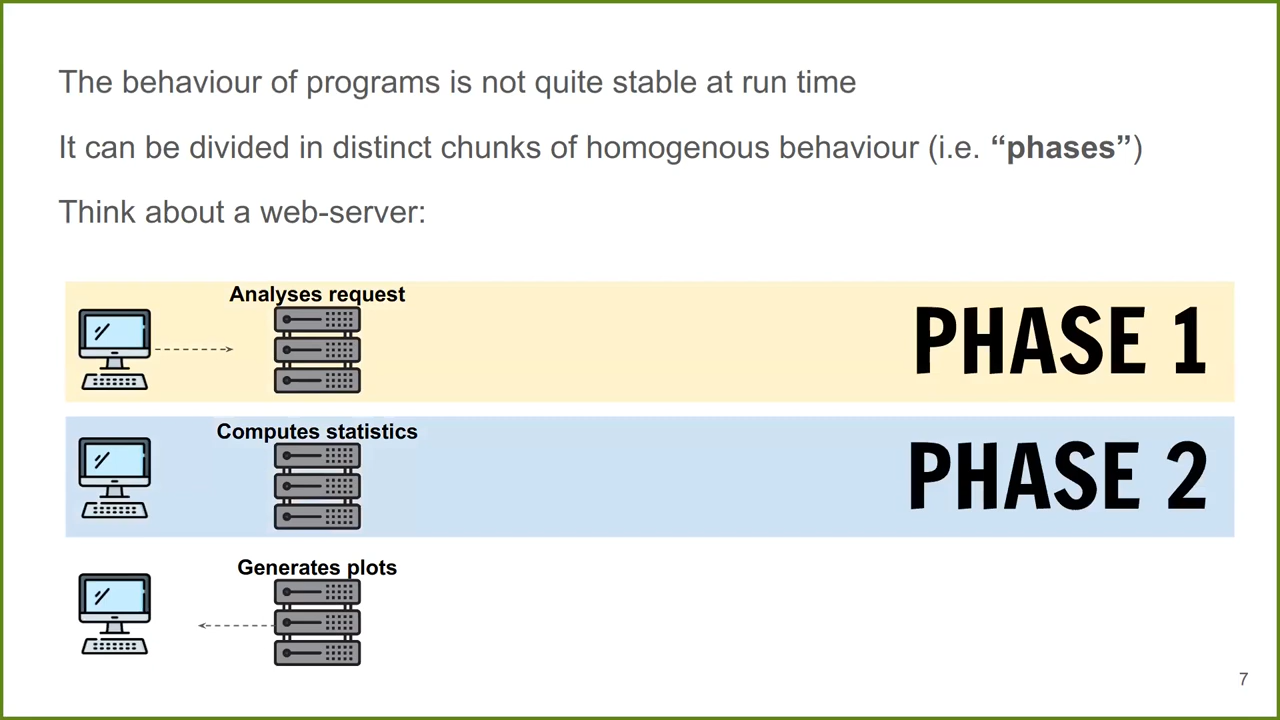 The behaviour of programs is not quite stable at run time
It can be divided in distinct chunks of homogenous behaviour (i.e. “phases”)
Think about a web-server:
Analyses request
PHASE 1
Computes statistics
PHASE 2
Generates plots
7